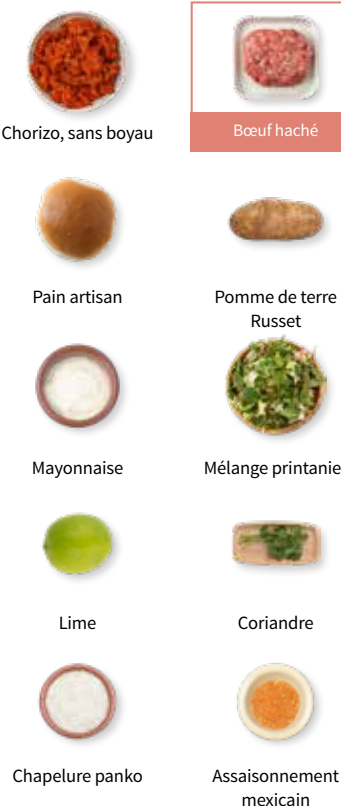 Chorizo, sans boyau
Bœuf haché
Pain artisan
Pomme de terre
Russet
Mayonnaise
Mélange printanie
Lime
Coriandre
Chapelure panko
Assaisonnement
mexicain